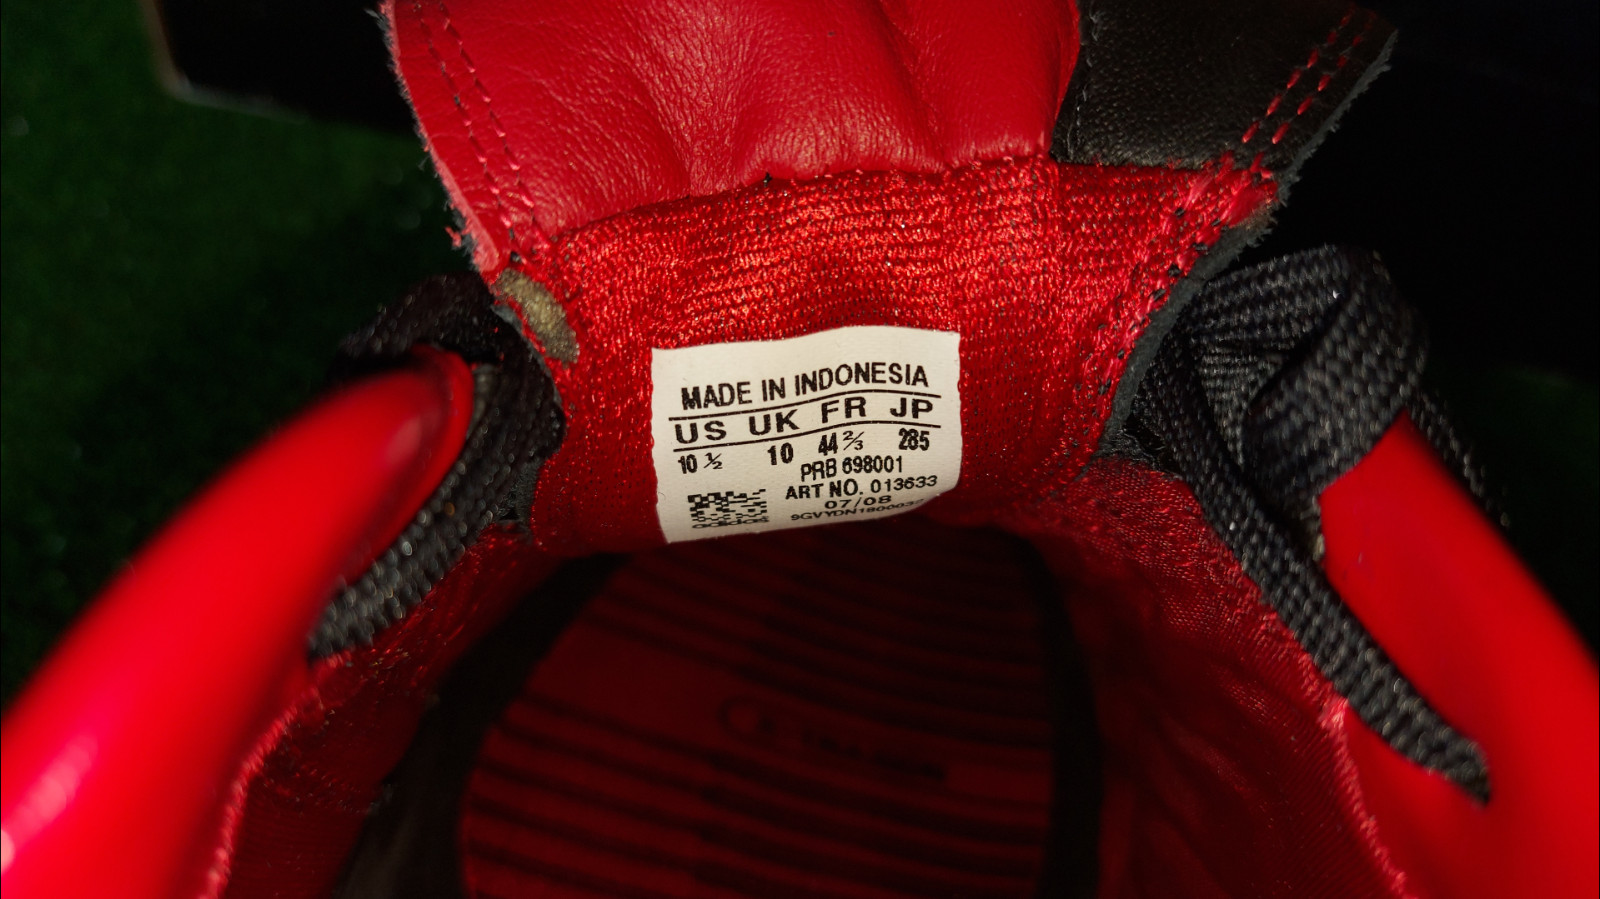 MADE IN INDONESIA
US UK FR JP
10 ½ 10 44 ⅔ 285
PRB 698001
ART NO. 013633
07/08
adidas